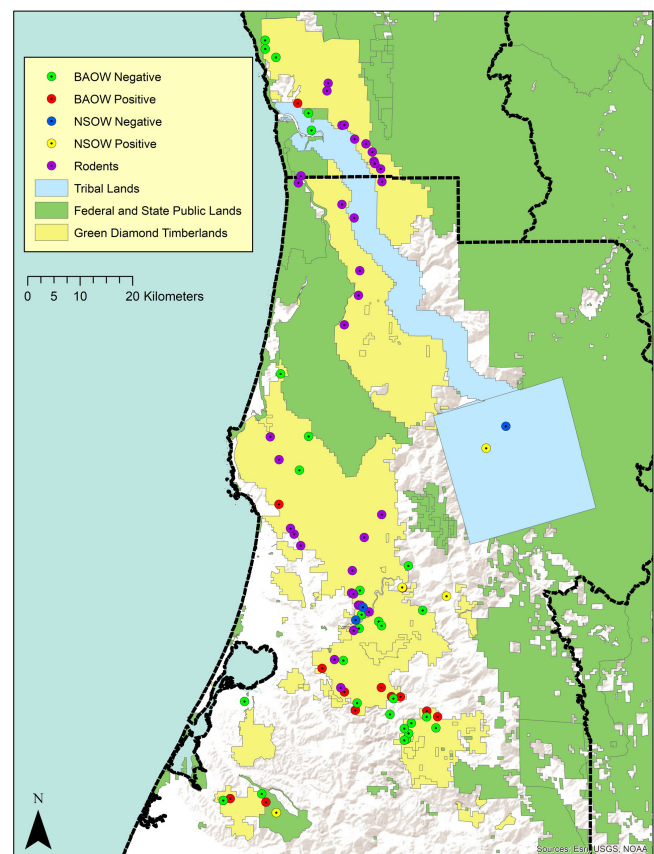 BAOW Negative
BAOW Positive
NSOW Negative
NSOW Positive
Rodents
Tribal Lands
Federal and State Public Lands
Green Diamond Timberlands
0 5 10 20 Kilometers
N
Sources: Esri, USGS, NOAA